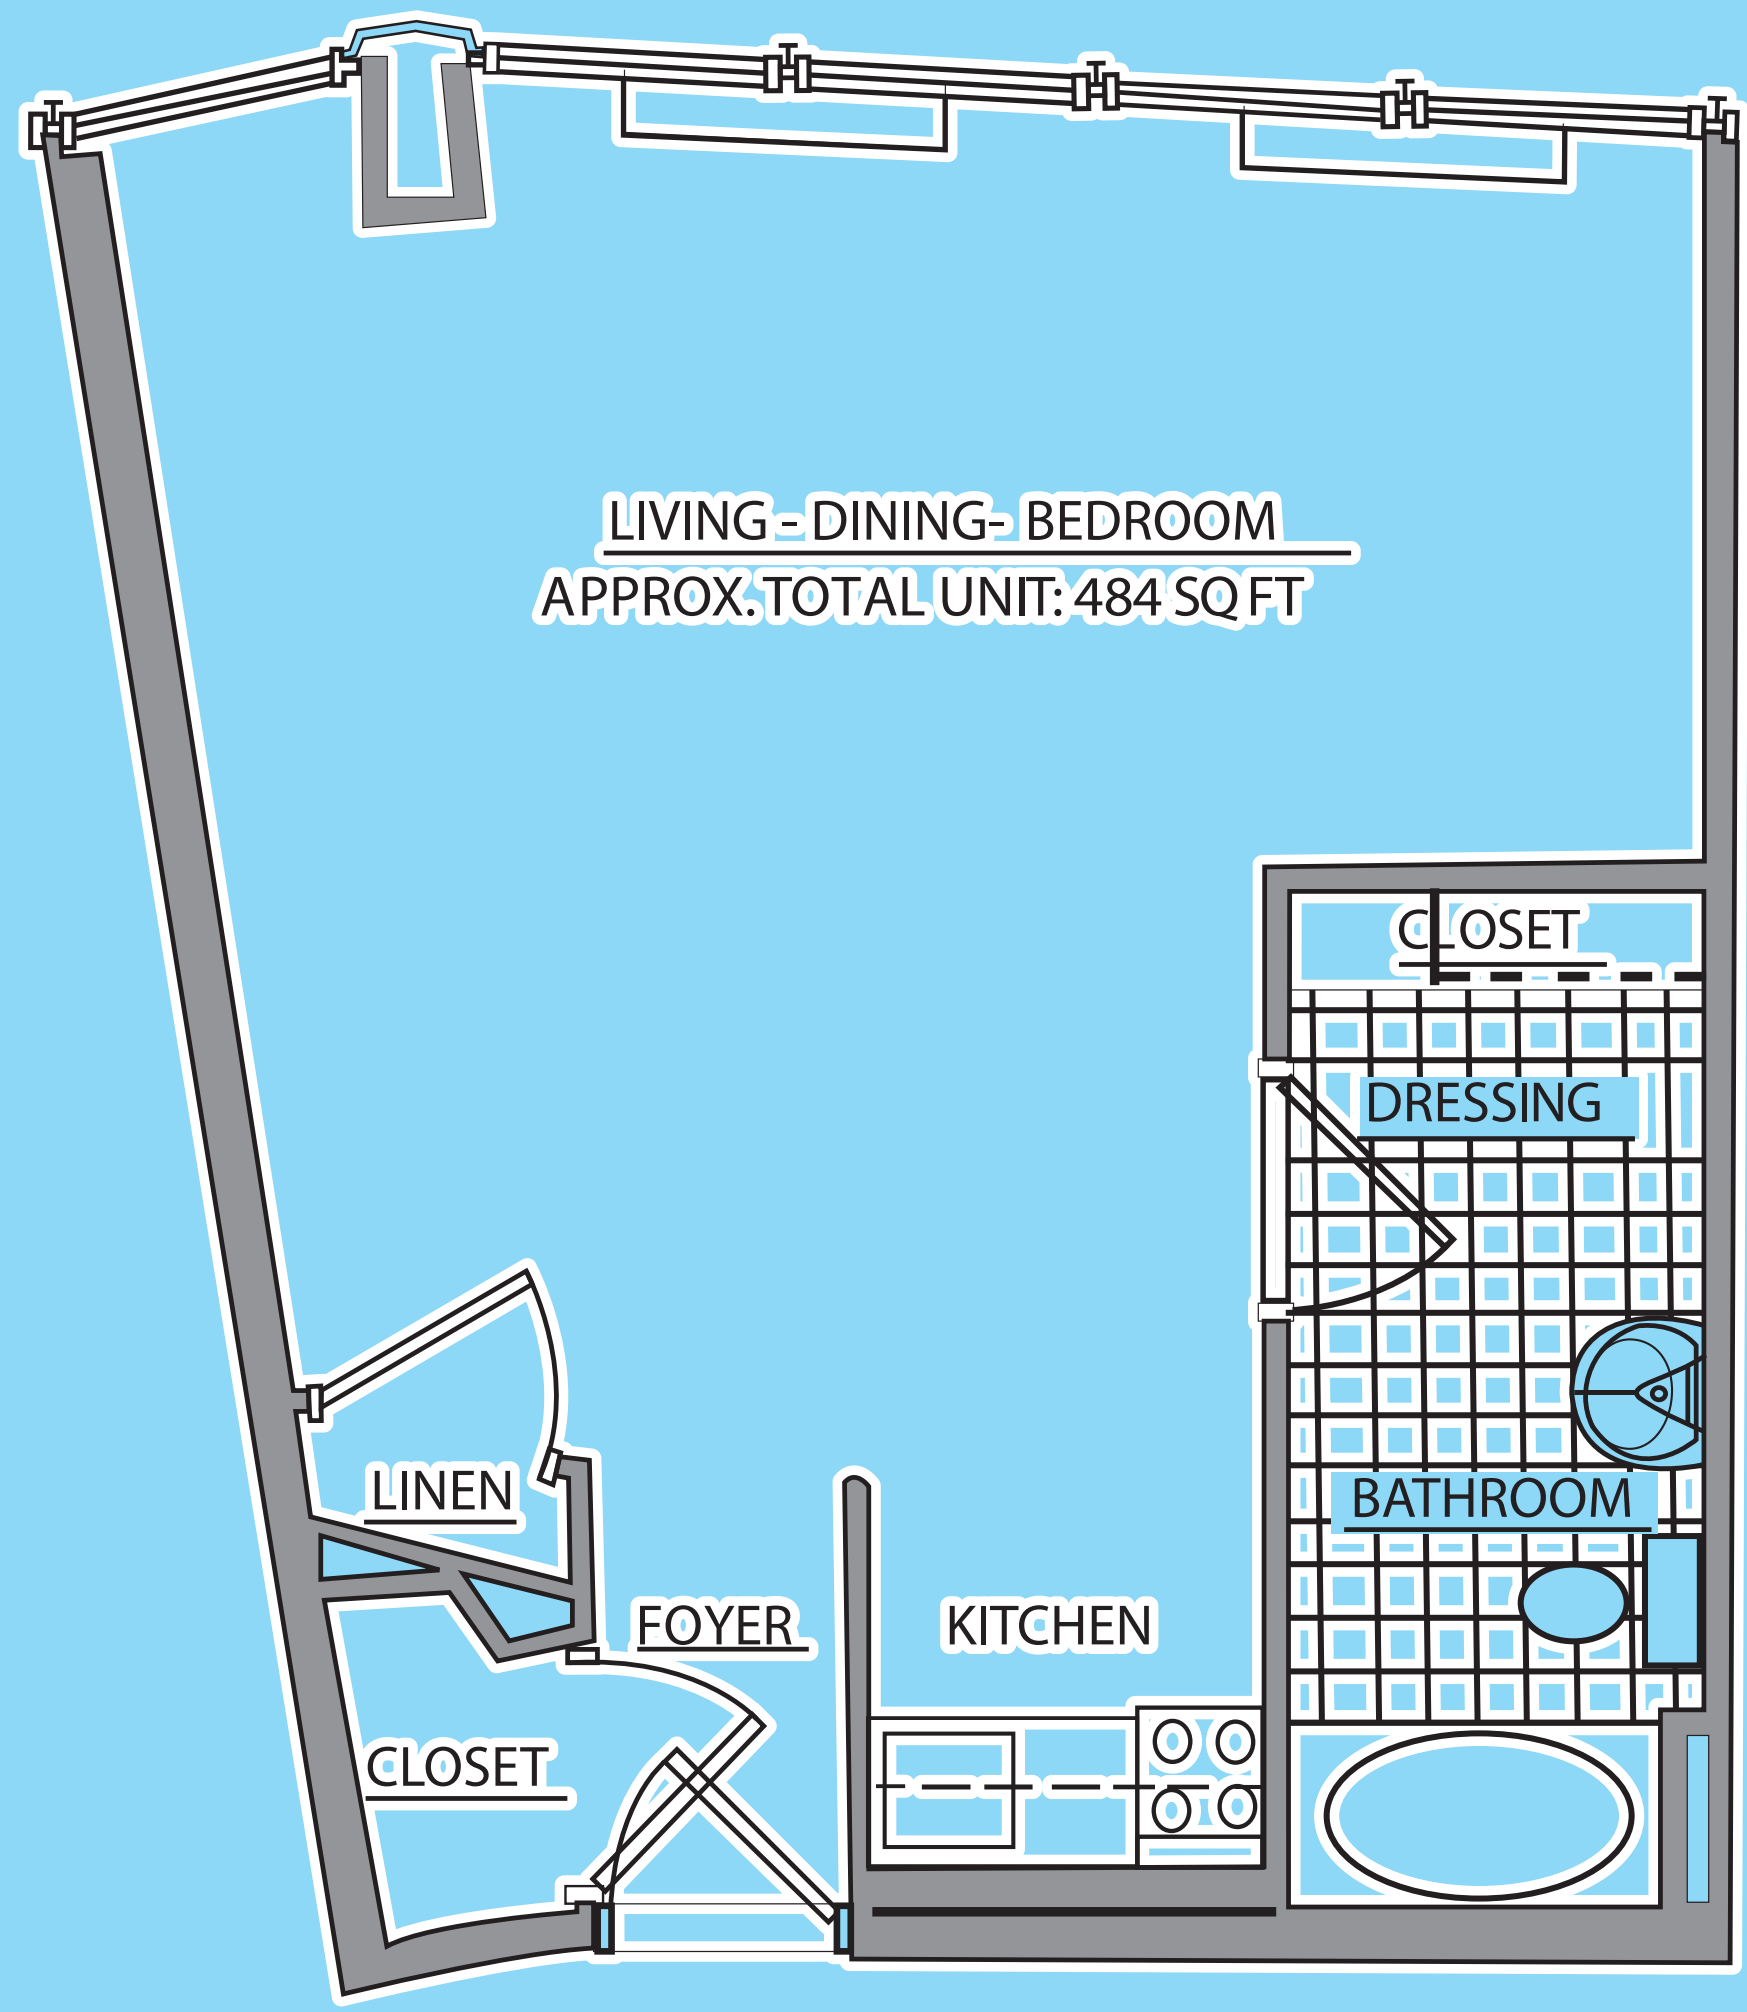 LIVING - DINING- BEDROOM
APPROX. TOTAL UNIT: 484 SQ FT
CLOSET
DRESSING
LINEN
BATHROOM
FOYER
KITCHEN
CLOSET